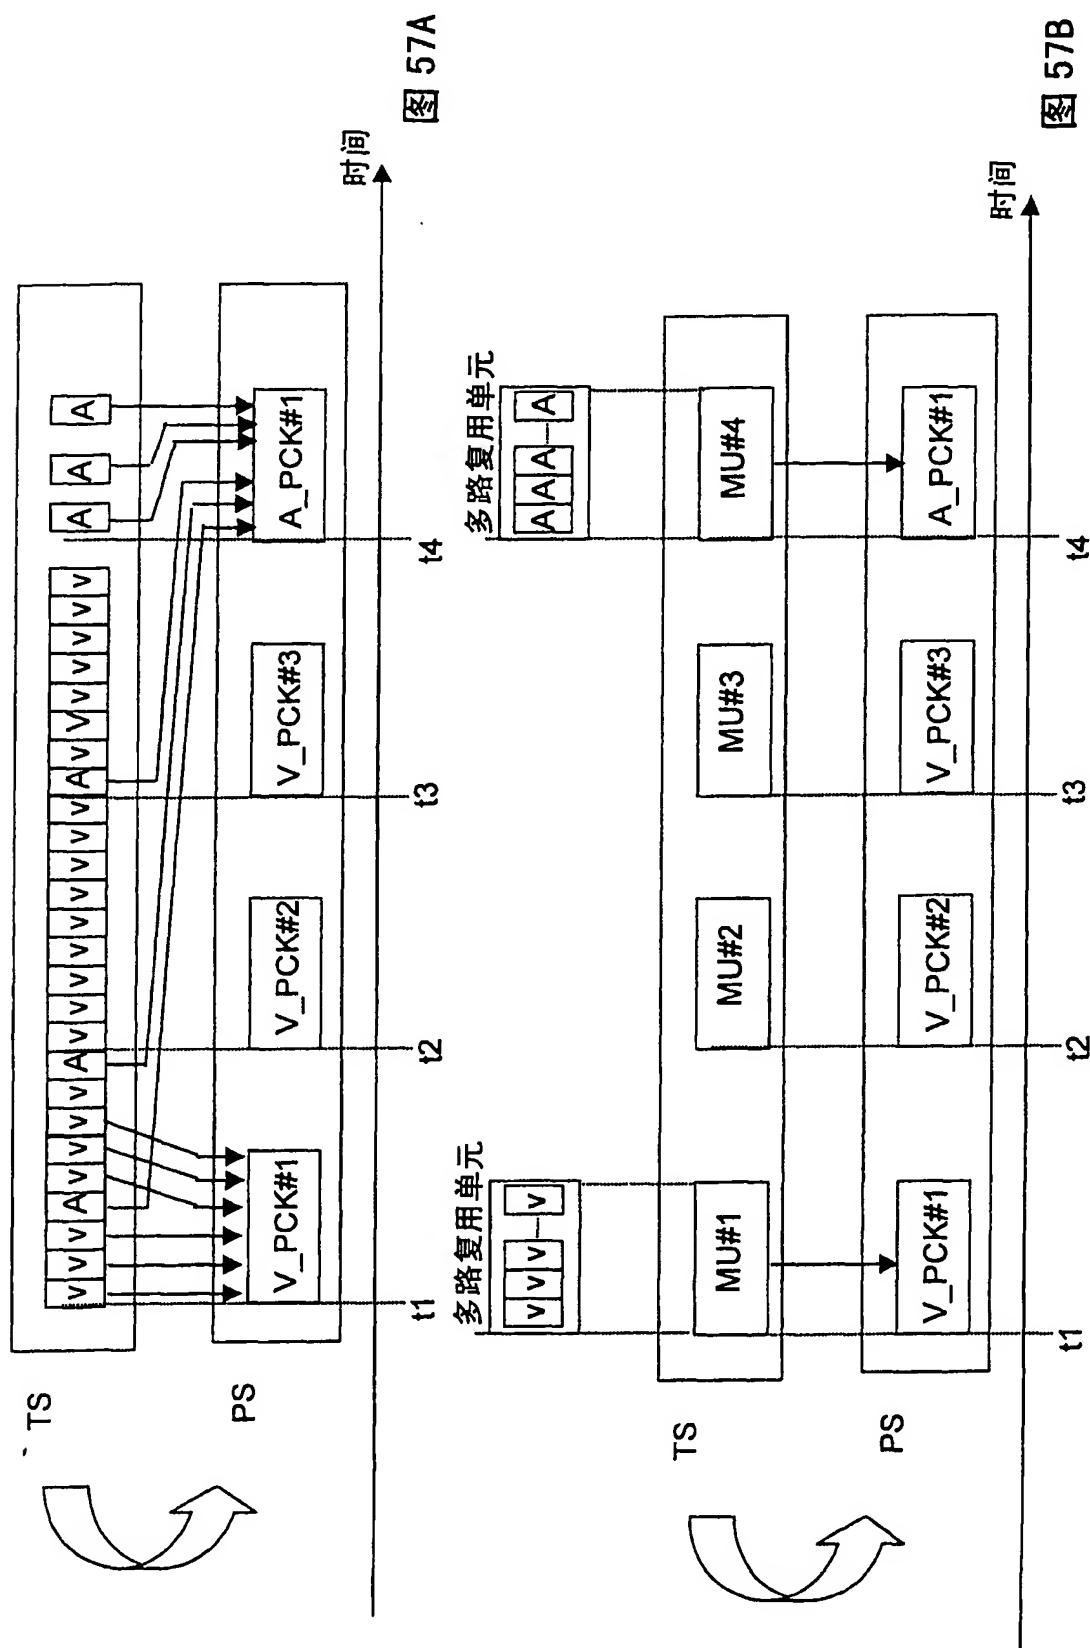 TS
v v v A v v v v A v v v v v v v v v A v v v v v v v A A A
PS
V_PCK#1 V_PCK#2 V_PCK#3 A_PCK#1
时间
t1 t2 t3 t4
图 57A
多路复用单元 多路复用单元
v v v v A A A A
TS
MU#1 MU#2 MU#3 MU#4
PS
V_PCK#1 V_PCK#2 V_PCK#3 A_PCK#1
时间
t1 t2 t3 t4
图 57B